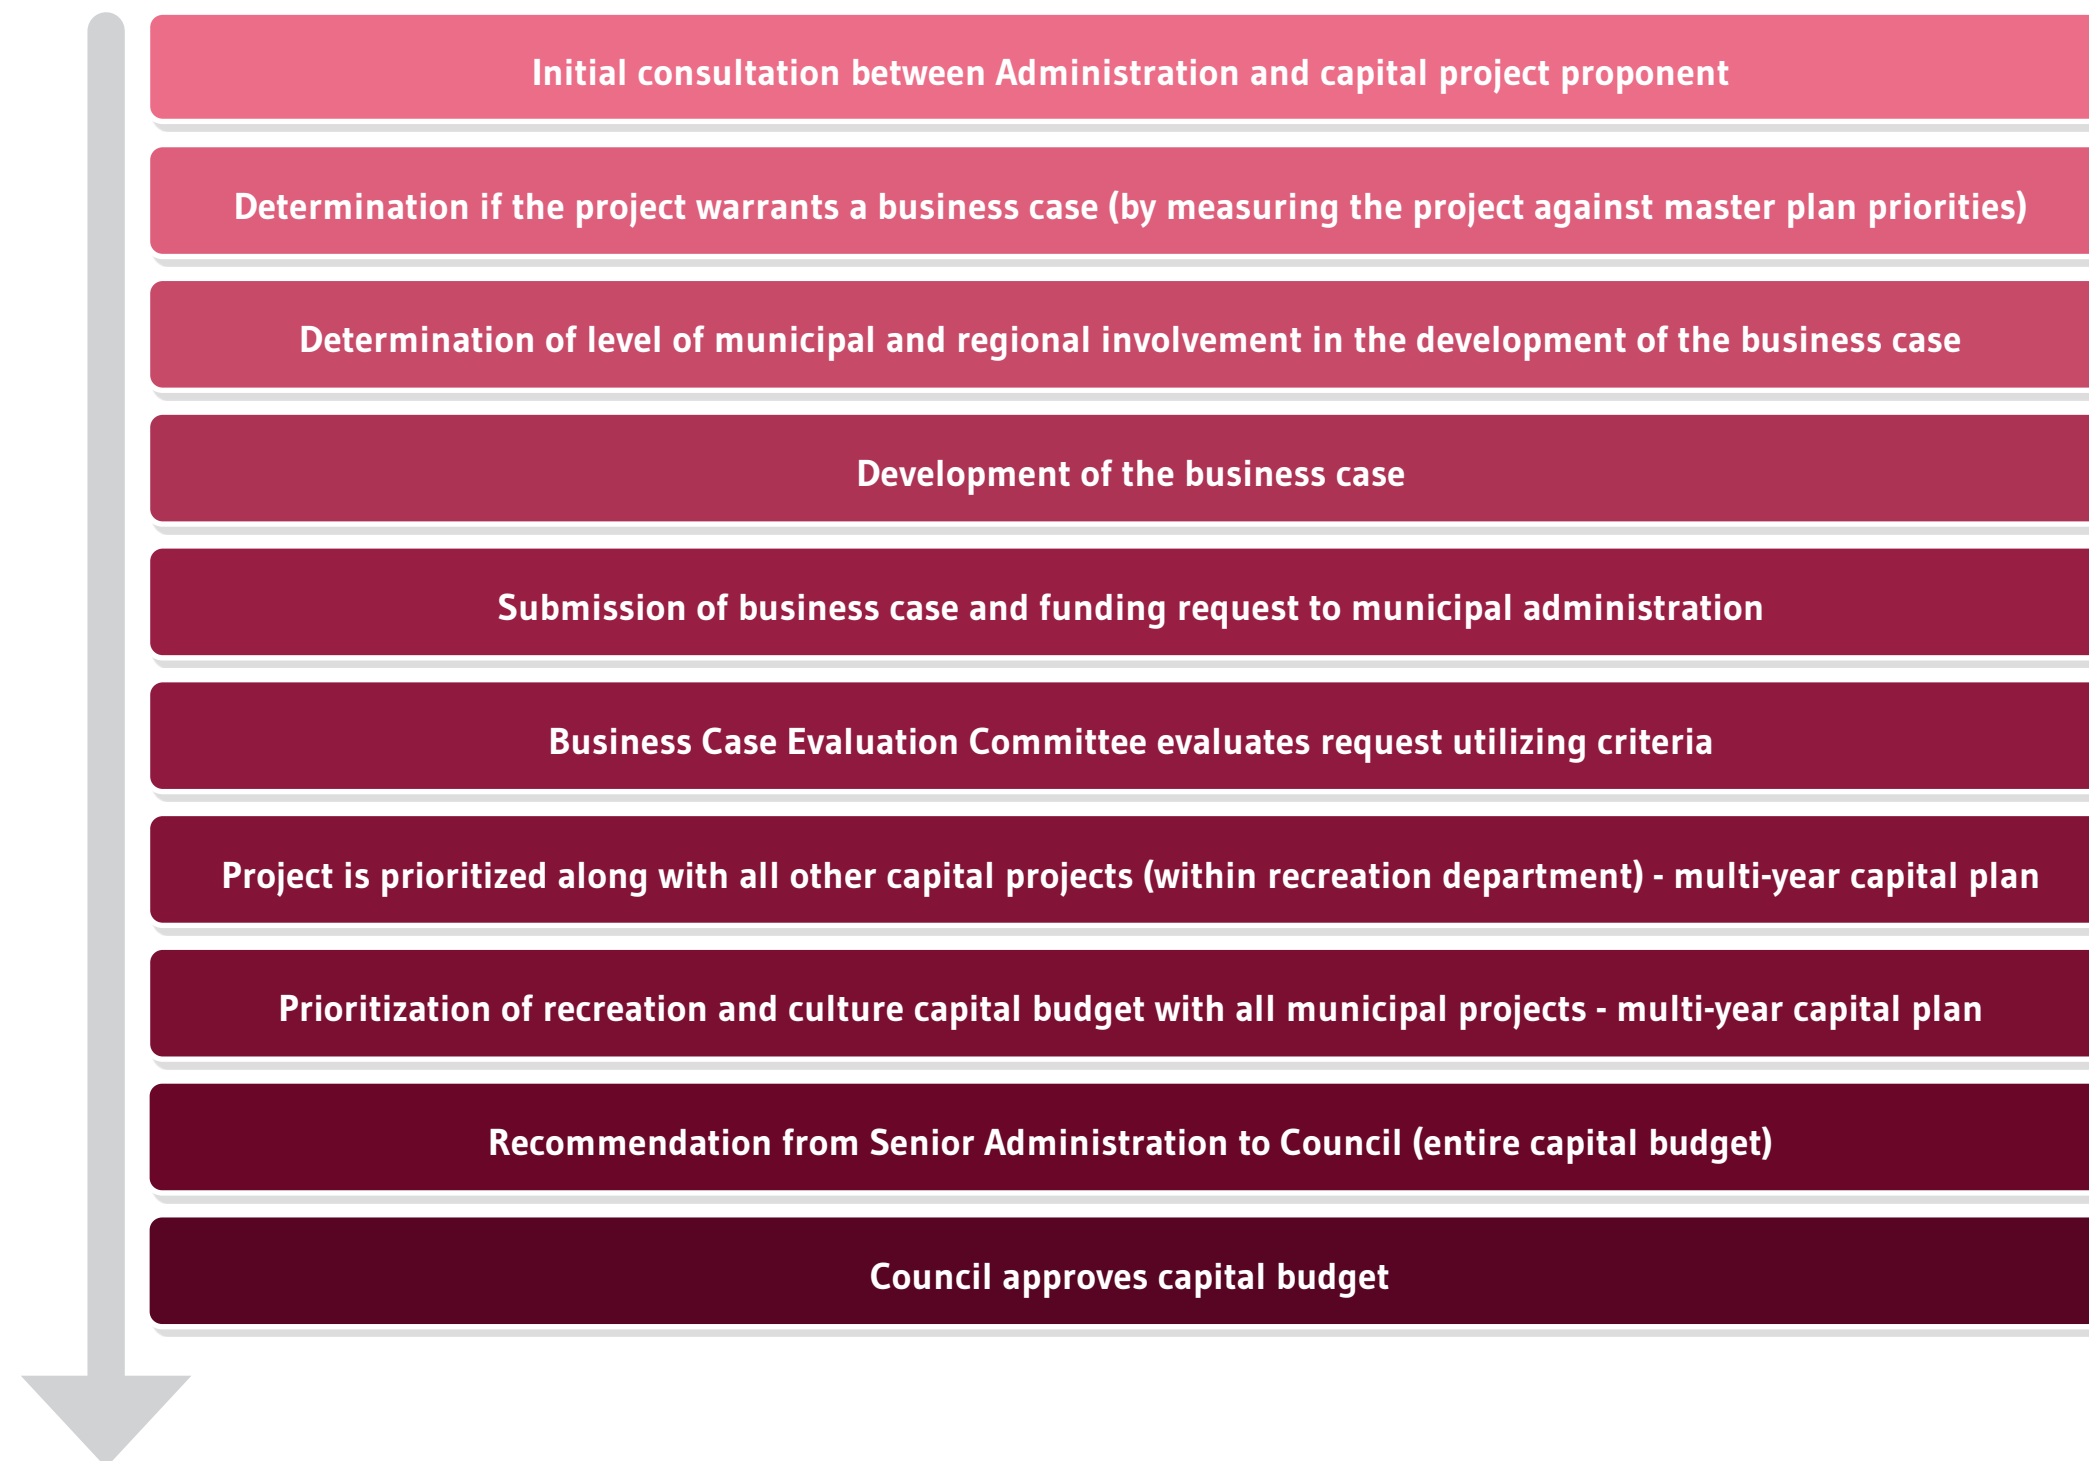 Initial consultation between Administration and capital project proponent
Determination if the project warrants a business case (by measuring the project against master plan priorities)
Determination of level of municipal and regional involvement in the development of the business case
Development of the business case
Submission of business case and funding request to municipal administration
Business Case Evaluation Committee evaluates request utilizing criteria
Project is prioritized along with all other capital projects (within recreation department) - multi-year capital plan
Prioritization of recreation and culture capital budget with all municipal projects - multi-year capital plan
Recommendation from Senior Administration to Council (entire capital budget)
Council approves capital budget